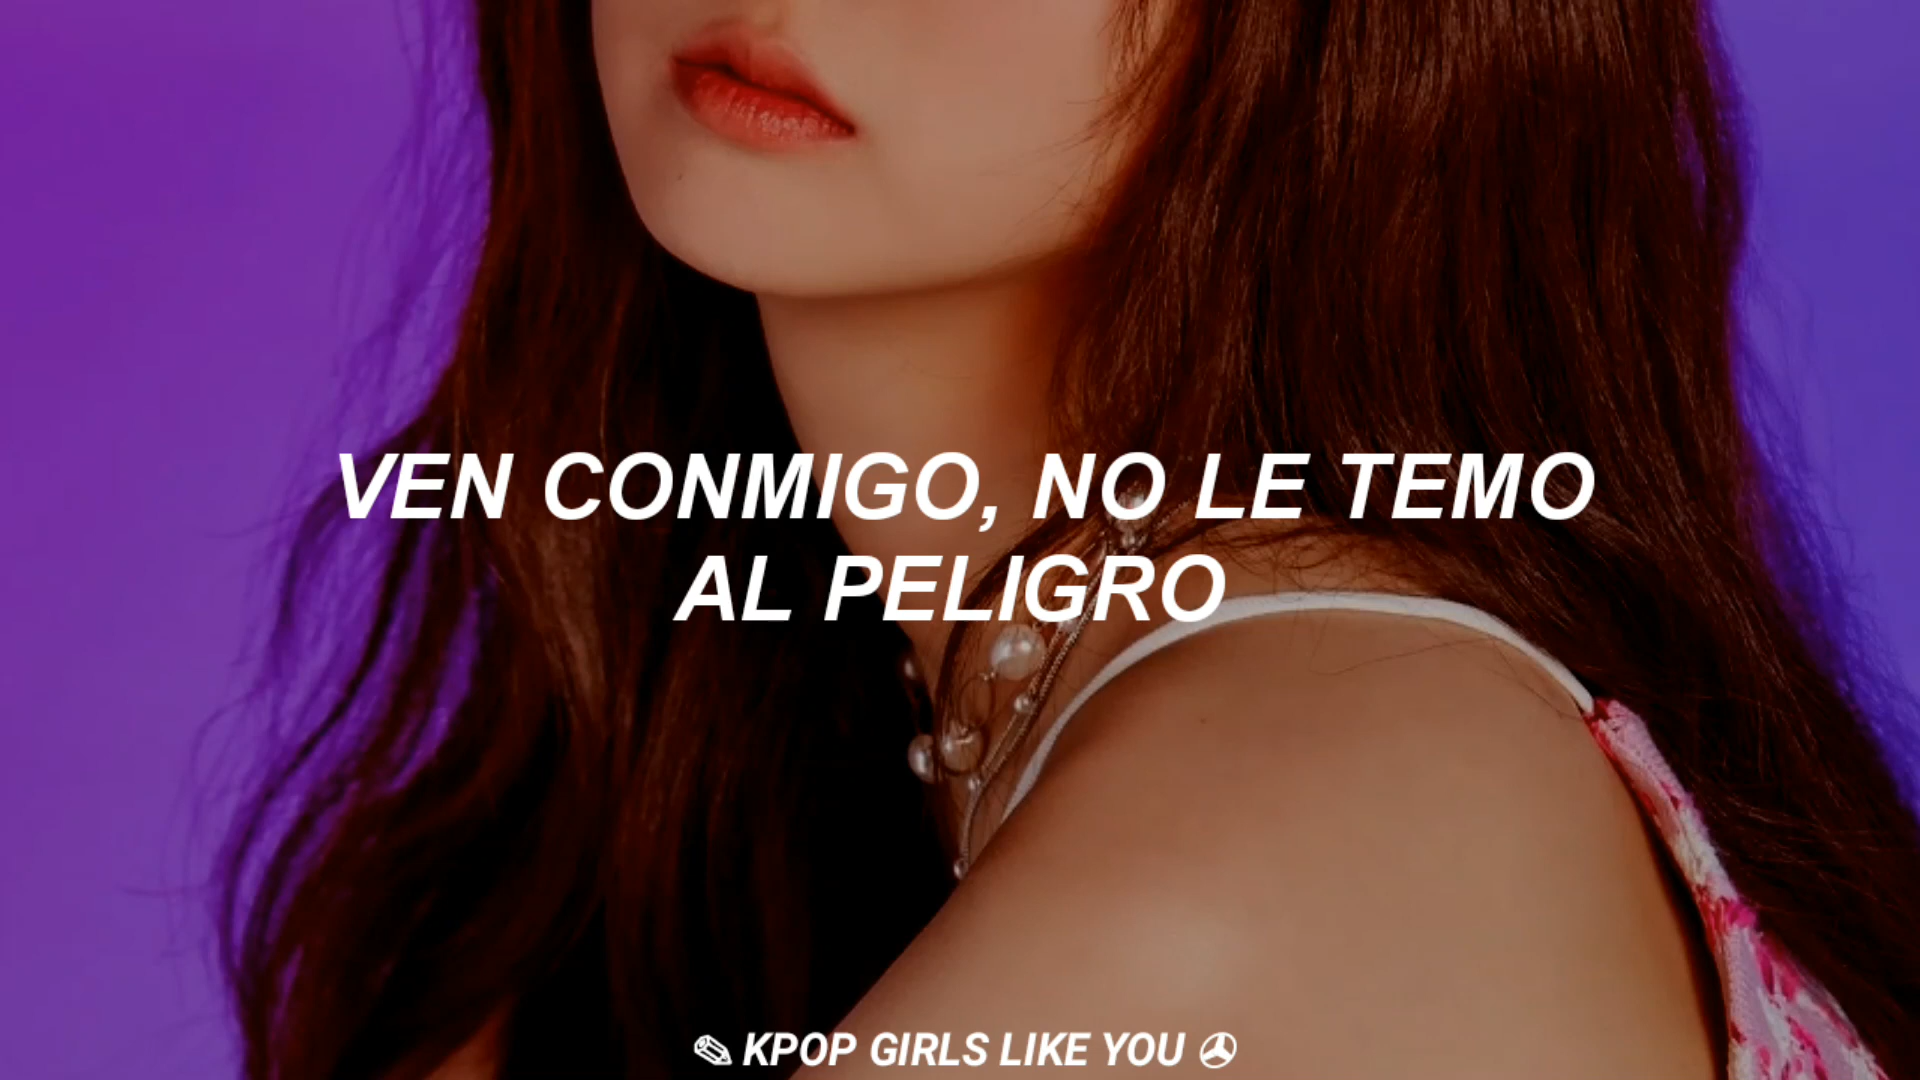 VEN CONMIGO, NO LE TEMO
AL PELIGRO
✏ KPOP GIRLS LIKE YOU ✇